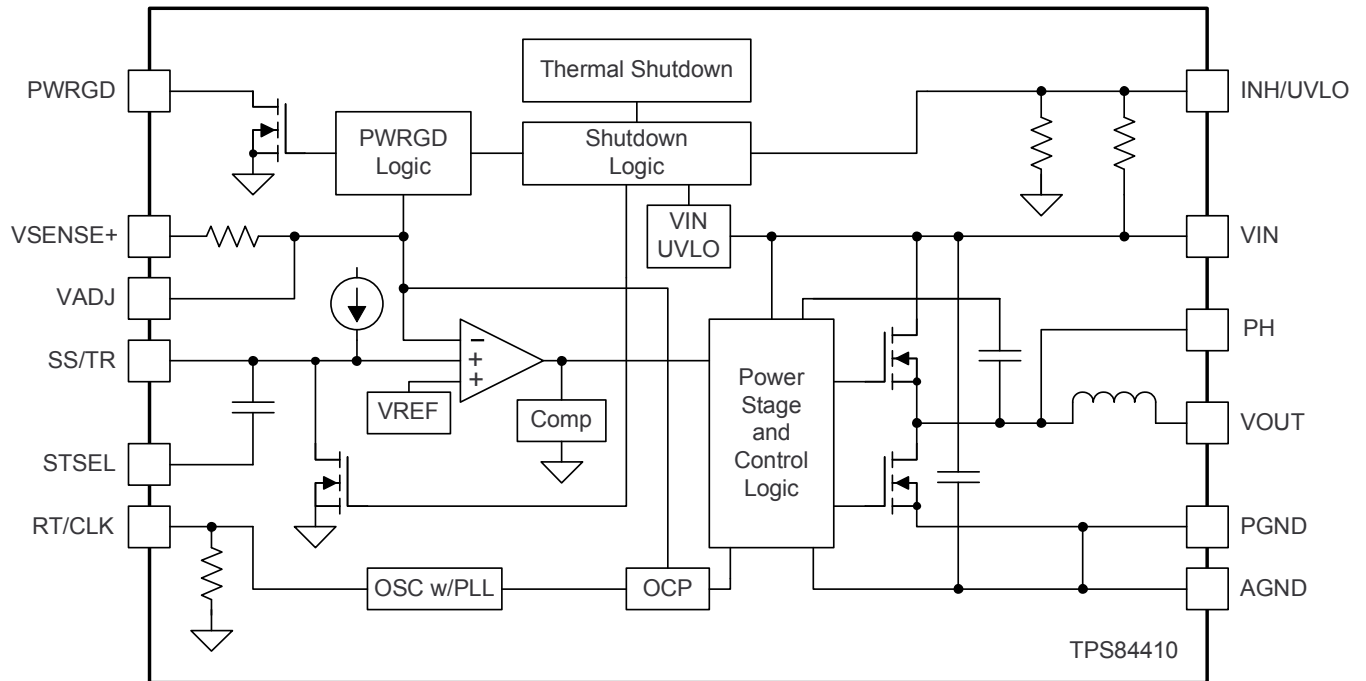 Thermal Shutdown
PWRGD
INH/UVLO
PWRGD
Logic
Shutdown
Logic
VSENSE+
VIN
UVLO
VIN
VADJ
PH
SS/TR
−
+
+
VREF
Comp
Power
Stage
and
Control
Logic
VOUT
STSEL
RT/CLK
PGND
OSC w/PLL
OCP
AGND
TPS84410